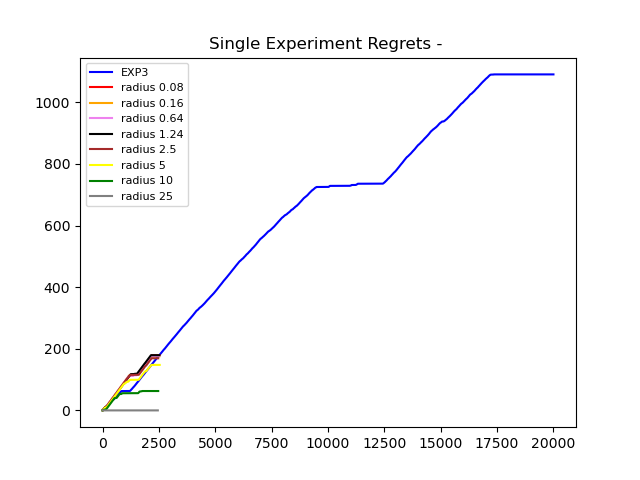 Single Experiment Regrets -
EXP3
radius 0.08
radius 0.16
radius 0.64
radius 1.24
radius 2.5
radius 5
radius 10
radius 25
1000
800
600
400
200
0
0 2500 5000 7500 10000 12500 15000 17500 20000